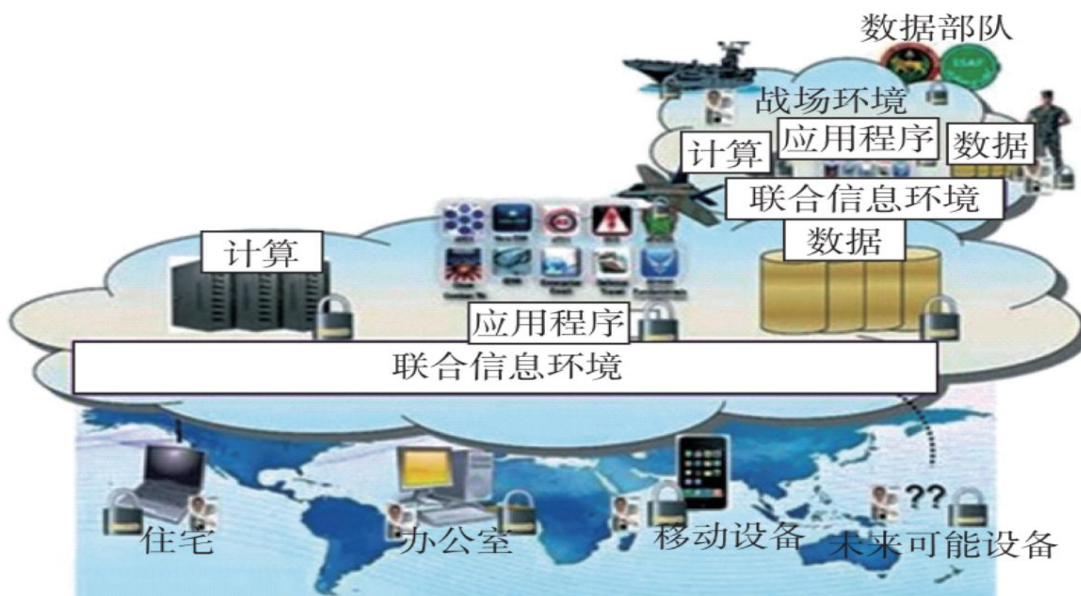 数据部队
战场环境
应用程序
计算
数据
联合信息环境
计算
数据
应用程序
联合信息环境
??
住宅
办公室
移动设备
未来可能设备